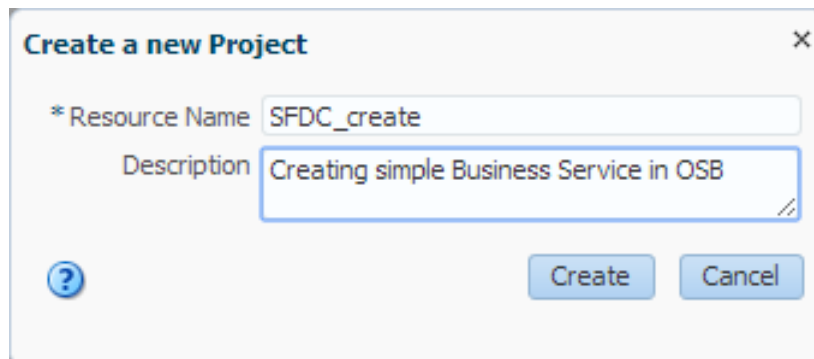 Create a new Project
* Resource Name SFDC_create
Description Creating simple Business Service in OSB
Create Cancel